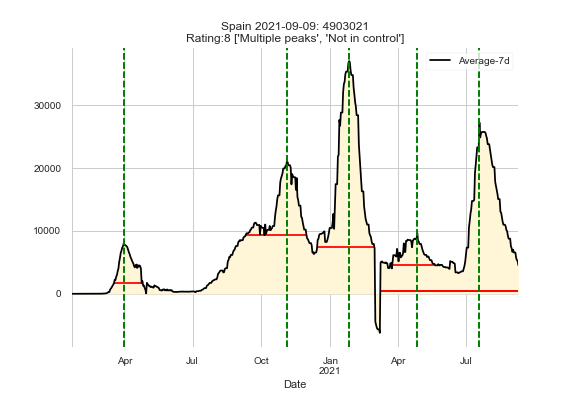 Spain 2021-09-09: 4903021
Rating:8 ['Multiple peaks', 'Not in control']
Average-7d
30000
20000
10000
0
Apr Jul Oct Jan Apr Jul
2021
Date